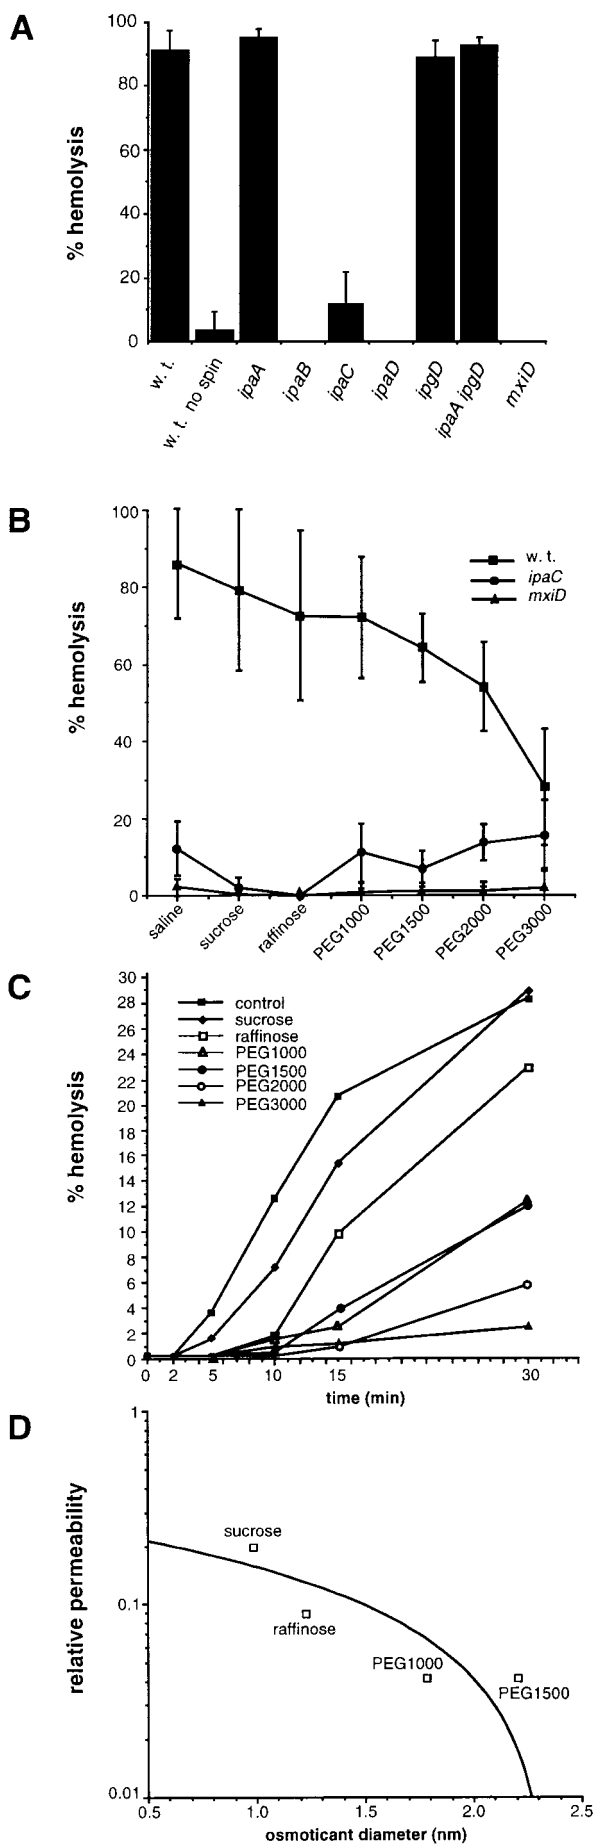 A
% hemolysis
100
80
60
40
20
0
w. t.
w. t. no spin
ipaA
ipaB
ipaC
ipaD
ipgD
ipaA ipgD
mxiD
B
% hemolysis
100
80
60
40
20
0
w. t.
ipaC
mxiD
saline
sucrose
raffinose
PEG1000
PEG1500
PEG2000
PEG3000
C
% hemolysis
30
28
26
24
22
20
18
16
14
12
10
8
6
4
2
0
control
sucrose
raffinose
PEG1000
PEG1500
PEG2000
PEG3000
0 2 5 10 15 30
time (min)
D
relative permeability
1
0.1
0.01
sucrose
raffinose
PEG1000
PEG1500
0.5 1.0 1.5 2.0 2.5
osmoticant diameter (nm)